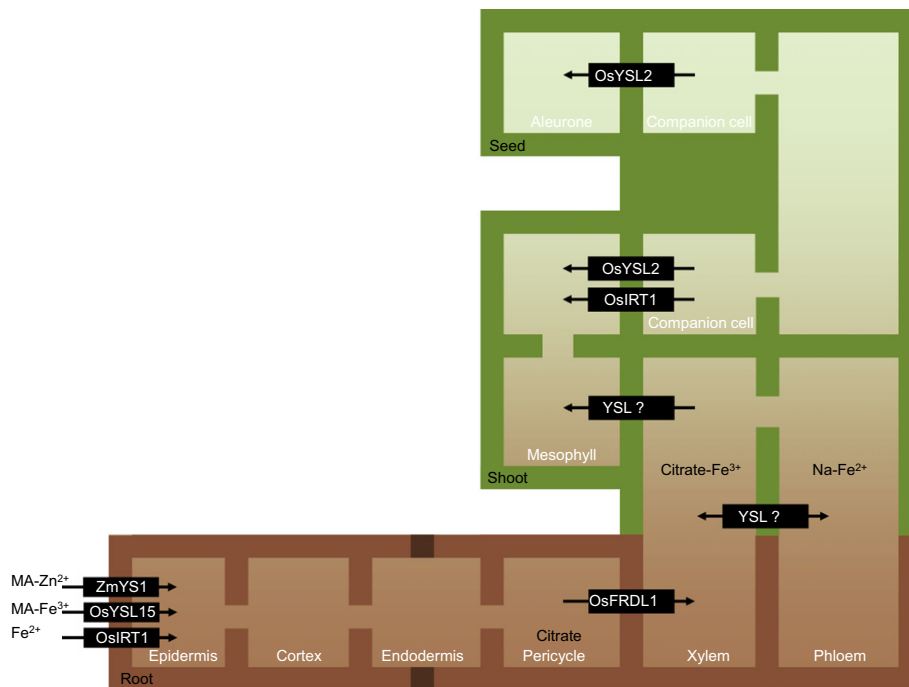 OsYSL2
Aleurone
Companion cell
Seed
OsYSL2
OsIRT1
Companion cell
YSL ?
Mesophyll
Shoot
Citrate-Fe³⁺
Na-Fe²⁺
YSL ?
MA-Zn²⁺
ZmYS1
MA-Fe³⁺
OsYSL15
Fe²⁺
OsIRT1
OsFRDL1
Citrate
Epidermis
Cortex
Endodermis
Pericycle
Xylem
Phloem
Root